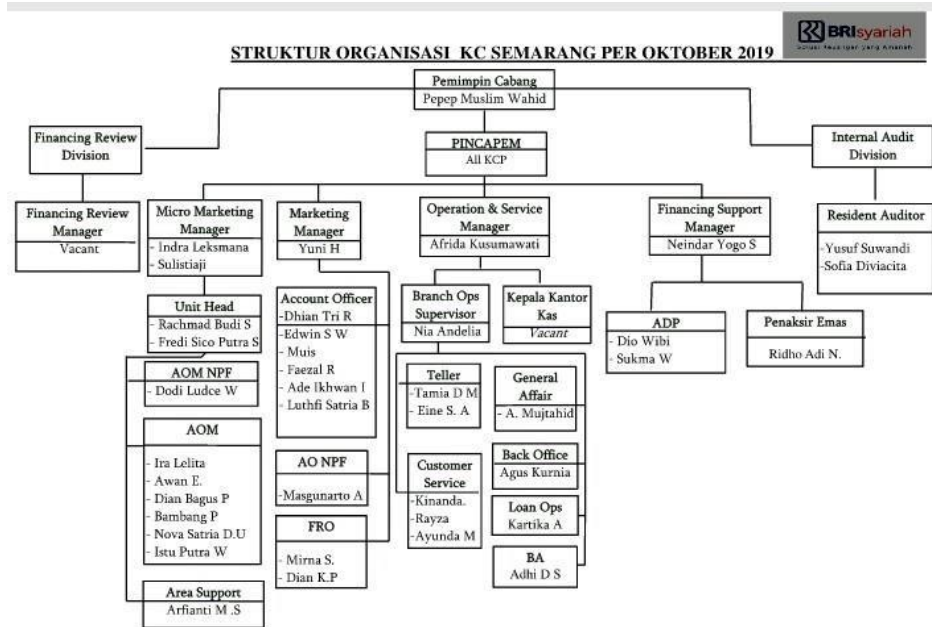 BRIsyariah
STRUKTUR ORGANISASI KC SEMARANG PER OKTOBER 2019
Pemimpin Cabang
Pepep Muslim Wahid
Financing Review
Division
PINCAPEM
All KCP
Internal Audit
Division
Financing Review
Manager
Vacant
Micro Marketing
Manager
- Indra Leksmana
- Sulistiaji
Marketing
Manager
Yuni H
Operation & Service
Manager
Afrida Kusumawati
Financing Support
Manager
Neindar Yogo S
Resident Auditor
-Yusuf Suwandi
-Sofia Diviacita
Unit Head
- Rachmad Budi S
- Fredi Sico Putra S
Account Officer
-Dhian Tri R
-Edwin S W
- Muis
- Faezal R
- Ade Ikhwan I
- Luthfi Satria B
Branch Ops
Supervisor
Nia Andelia
Kepala Kantor
Kas
Vacant
ADP
- Dio Wibi
- Sukma W
Penaksir Emas
Ridho Adi N.
AOM NPF
- Dodi Ludce W
Teller
-Tamia D M
- Eine S. A
General
Affair
- A. Mujtahid
AOM
- Ira Lelita
- Awan E.
- Dian Bagus P
- Bambang P
- Nova Satria D.U
- Istu Putra W
AO NPF
- Masgunarto A
Customer
Service
-Kinanda.
-Rayza
-Ayunda M
Back Office
Agus Kurnia
Loan Ops
Kartika A
FRO
- Mirna S.
- Dian K.P
BA
Adhi D S
Area Support
Arfianti M .S